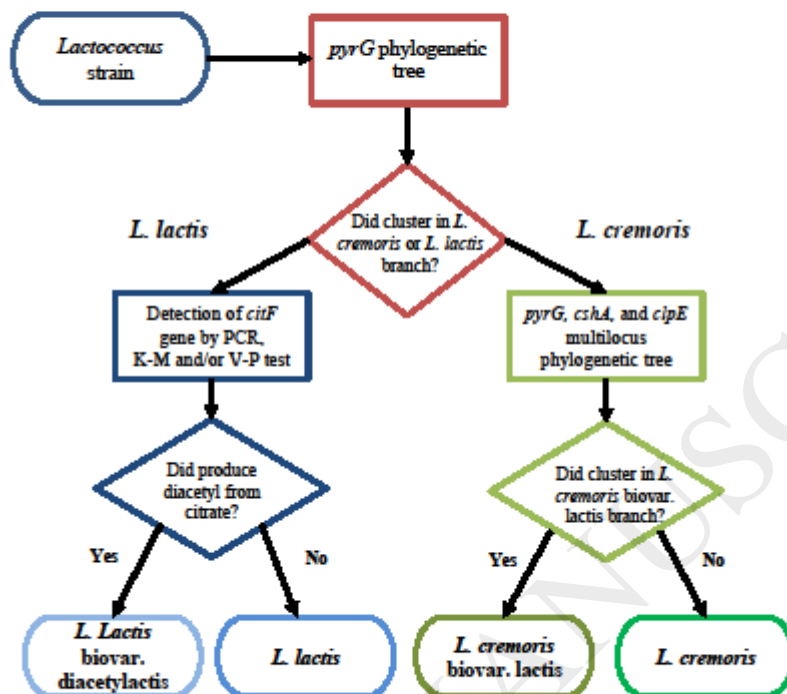 Lactococcus
strain
pyrG phylogenetic
tree
Did cluster in L.
cremoris or L. lactis
branch?
L. lactis
L. cremoris
Detection of citF
gene by PCR,
K-M and/or V-P test
pyrG, cshA, and clpE
multilocus
phylogenetic tree
Did produce
diacetyl from
citrate?
Did cluster in L.
cremoris biovar.
lactis branch?
Yes
No
Yes
No
L. Lactis
biovar.
diacetylactis
L. lactis
L. cremoris
biovar. lactis
L. cremoris